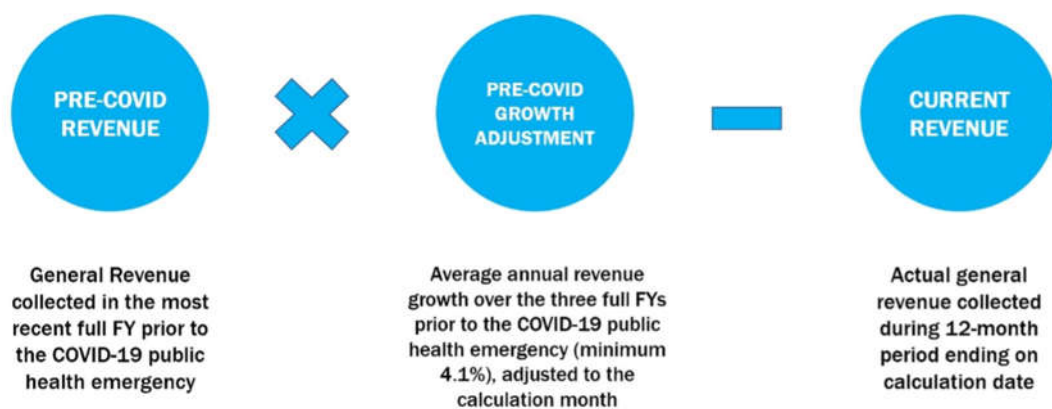 PRE-COVID
REVENUE
PRE-COVID
GROWTH
ADJUSTMENT
CURRENT
REVENUE
General Revenue
collected in the most
recent full FY prior to
the COVID-19 public
health emergency
Average annual revenue
growth over the three full FYs
prior to the COVID-19 public
health emergency (minimum
4.1%), adjusted to the
calculation month
Actual general
revenue collected
during 12-month
period ending on
calculation date